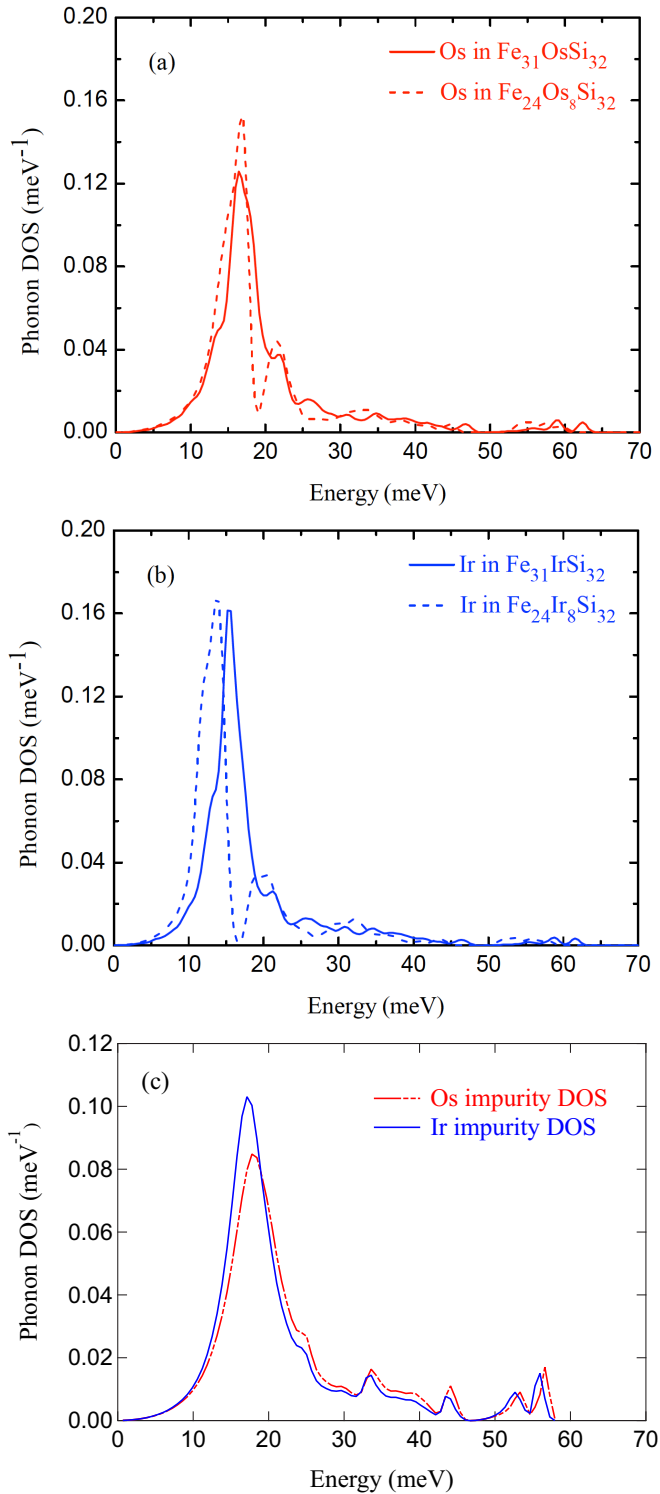 0.20
(a)
Os in Fe31OsSi32
Os in Fe24Os8Si32
0.16
0.12
0.08
0.04
0.00
Phonon DOS (meV-1)
0 10 20 30 40 50 60 70
Energy (meV)
0.20
(b)
Ir in Fe31IrSi32
Ir in Fe24Ir8Si32
0.16
0.12
0.08
0.04
0.00
Phonon DOS (meV-1)
0 10 20 30 40 50 60 70
Energy (meV)
0.12
(c)
Os impurity DOS
Ir impurity DOS
0.10
0.08
0.06
0.04
0.02
0.00
Phonon DOS (meV-1)
0 10 20 30 40 50 60 70
Energy (meV)